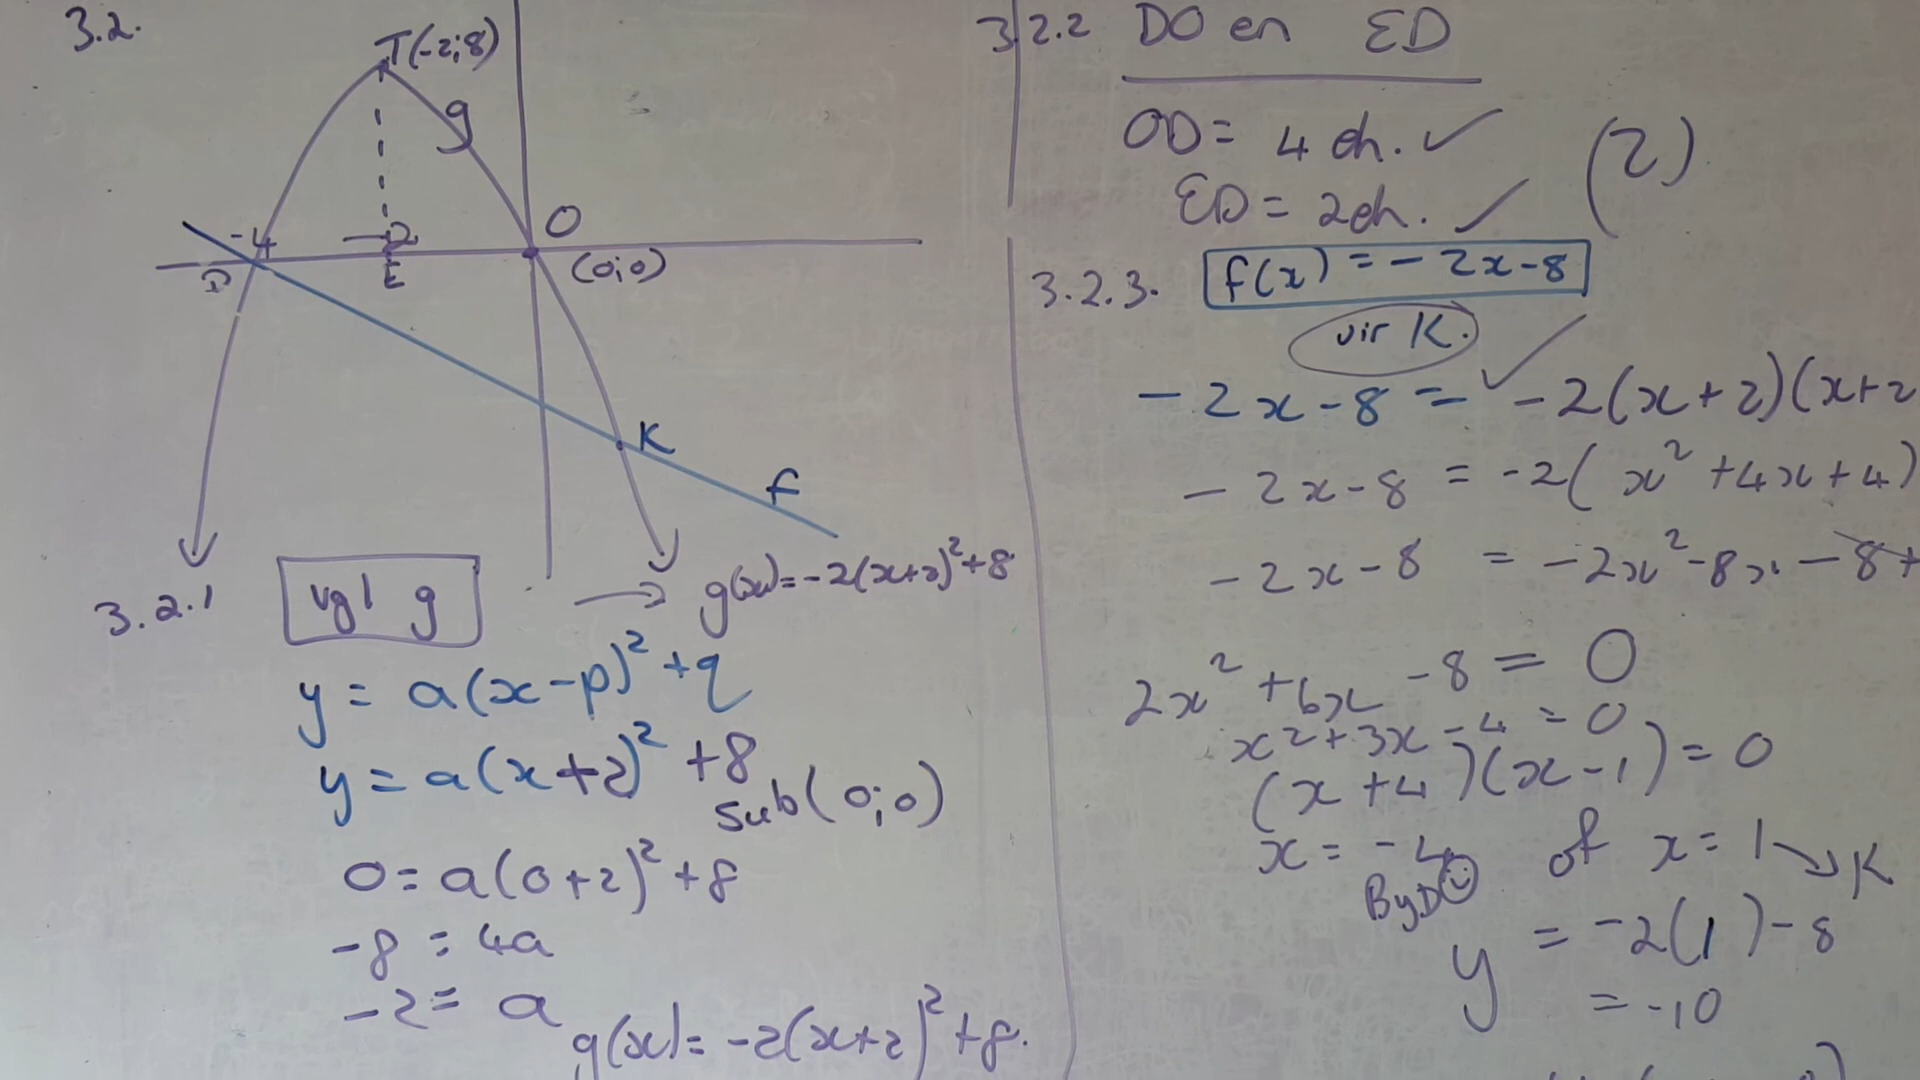 3.2.
T(-2;8)
g
O
-4
-2
D
E
(0;0)
K
f
g(x)=-2(x+2)²+8
3.2.1 vgl g
y = a(x-p)²+q
y = a(x+2)²+8
sub(0;0)
0=a(0+2)²+8
-8 = 4a
-2 = a
g(x)=-2(x+2)²+8.
3.2.2 DO en ED
OD= 4 eh. ✓
ED= 2eh. ✓
(2)
3.2.3. f(x) = -2x-8
vir K.
-2x-8 = ✓ -2(x+2)(x+2
-2x-8 = -2(x²+4x+4)
-2x-8 = -2x²-8x-8+
2x²+6x-8=0
x²+3x-4=0
(x+4)(x-1)=0
x= -4 of x= 1 → K
By D ☺
y = -2(1)-8
= -10